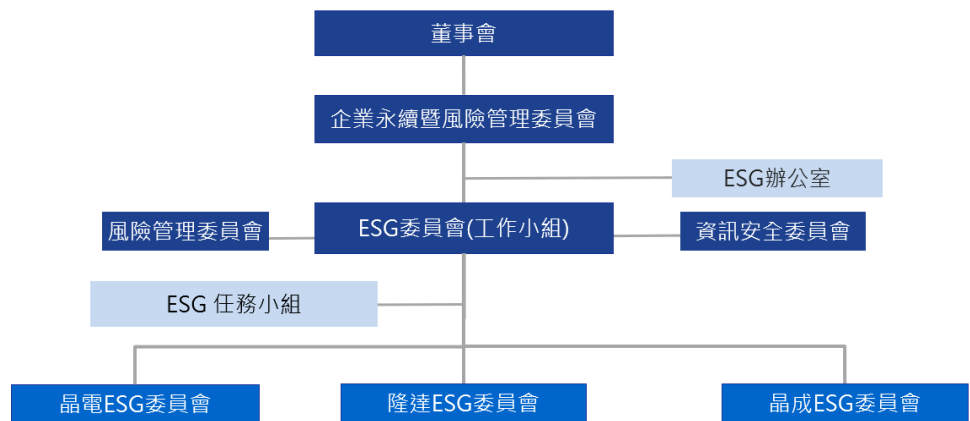 董事會
企業永續暨風險管理委員會
ESG辦公室
風險管理委員會
ESG委員會(工作小組)
資訊安全委員會
ESG 任務小組
晶電ESG委員會
隆達ESG委員會
晶成ESG委員會